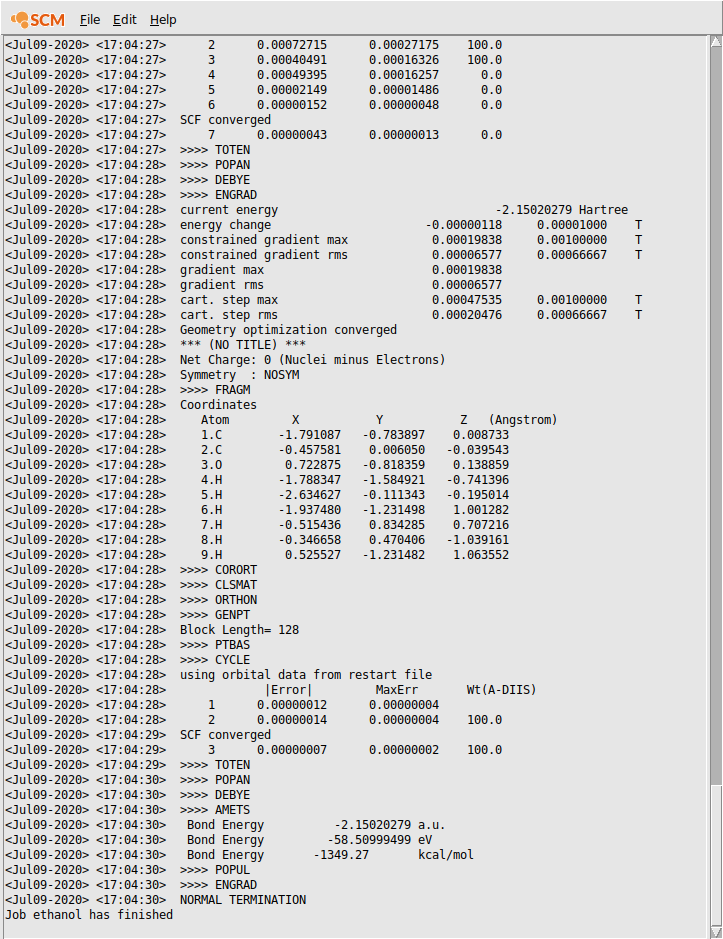 SCM File Edit Help
<Jul09-2020> <17:04:27> 2 0.00072715 0.00027175 100.0
<Jul09-2020> <17:04:27> 3 0.00040491 0.00016326 100.0
<Jul09-2020> <17:04:27> 4 0.00049395 0.00016257 0.0
<Jul09-2020> <17:04:27> 5 0.00002149 0.00001486 0.0
<Jul09-2020> <17:04:27> 6 0.00000152 0.00000048 0.0
<Jul09-2020> <17:04:27> SCF converged
<Jul09-2020> <17:04:27> 7 0.00000043 0.00000013 0.0
<Jul09-2020> <17:04:27> >>>> TOTEN
<Jul09-2020> <17:04:28> >>>> POPAN
<Jul09-2020> <17:04:28> >>>> DEBYE
<Jul09-2020> <17:04:28> >>>> ENGRAD
<Jul09-2020> <17:04:28> current energy -2.15020279 Hartree
<Jul09-2020> <17:04:28> energy change -0.00000118 0.00001000 T
<Jul09-2020> <17:04:28> constrained gradient max 0.00019838 0.00100000 T
<Jul09-2020> <17:04:28> constrained gradient rms 0.00006577 0.00066667 T
<Jul09-2020> <17:04:28> gradient max 0.00019838
<Jul09-2020> <17:04:28> gradient rms 0.00006577
<Jul09-2020> <17:04:28> cart. step max 0.00047535 0.00100000 T
<Jul09-2020> <17:04:28> cart. step rms 0.00020476 0.00066667 T
<Jul09-2020> <17:04:28> Geometry optimization converged
<Jul09-2020> <17:04:28> *** (NO TITLE) ***
<Jul09-2020> <17:04:28> Net Charge: 0 (Nuclei minus Electrons)
<Jul09-2020> <17:04:28> Symmetry : NOSYM
<Jul09-2020> <17:04:28> >>>> FRAGM
<Jul09-2020> <17:04:28> Coordinates
<Jul09-2020> <17:04:28> Atom X Y Z (Angstrom)
<Jul09-2020> <17:04:28> 1.C -1.791087 -0.783897 0.008733
<Jul09-2020> <17:04:28> 2.C -0.457581 0.006050 -0.039543
<Jul09-2020> <17:04:28> 3.O 0.722875 -0.818359 0.138859
<Jul09-2020> <17:04:28> 4.H -1.788347 -1.584921 -0.741396
<Jul09-2020> <17:04:28> 5.H -2.634627 -0.111343 -0.195014
<Jul09-2020> <17:04:28> 6.H -1.937480 -1.231498 1.001282
<Jul09-2020> <17:04:28> 7.H -0.515436 0.834285 0.707216
<Jul09-2020> <17:04:28> 8.H -0.346658 0.470406 -1.039161
<Jul09-2020> <17:04:28> 9.H 0.525527 -1.231482 1.063552
<Jul09-2020> <17:04:28> >>>> CORORT
<Jul09-2020> <17:04:28> >>>> CLSMAT
<Jul09-2020> <17:04:28> >>>> ORTHON
<Jul09-2020> <17:04:28> >>>> GENPT
<Jul09-2020> <17:04:28> Block Length= 128
<Jul09-2020> <17:04:28> >>>> PTBAS
<Jul09-2020> <17:04:28> >>>> CYCLE
<Jul09-2020> <17:04:28> using orbital data from restart file
<Jul09-2020> <17:04:28> |Error| MaxErr Wt(A-DIIS)
<Jul09-2020> <17:04:28> 1 0.00000012 0.00000004
<Jul09-2020> <17:04:28> 2 0.00000014 0.00000004 100.0
<Jul09-2020> <17:04:29> SCF converged
<Jul09-2020> <17:04:29> 3 0.00000007 0.00000002 100.0
<Jul09-2020> <17:04:29> >>>> TOTEN
<Jul09-2020> <17:04:30> >>>> POPAN
<Jul09-2020> <17:04:30> >>>> DEBYE
<Jul09-2020> <17:04:30> >>>> AMETS
<Jul09-2020> <17:04:30> Bond Energy -2.15020279 a.u.
<Jul09-2020> <17:04:30> Bond Energy -58.50999499 eV
<Jul09-2020> <17:04:30> Bond Energy -1349.27 kcal/mol
<Jul09-2020> <17:04:30> >>>> POPUL
<Jul09-2020> <17:04:30> >>>> ENGRAD
<Jul09-2020> <17:04:30> NORMAL TERMINATION
Job ethanol has finished